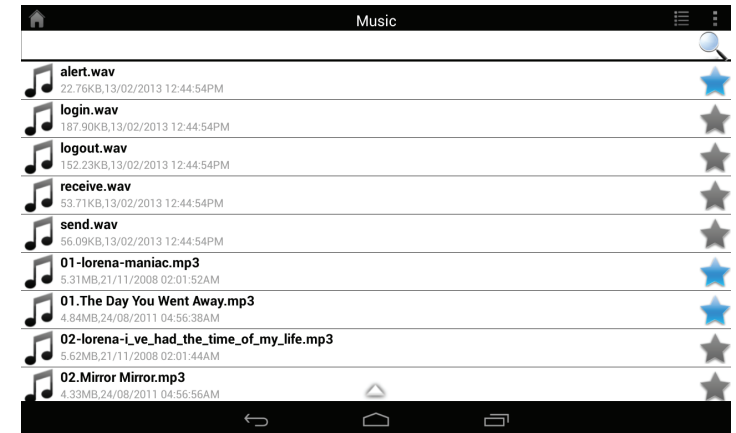 Music
alert.wav
22.76KB,13/02/2013 12:44:54PM
login.wav
187.90KB,13/02/2013 12:44:54PM
logout.wav
152.23KB,13/02/2013 12:44:54PM
receive.wav
53.71KB,13/02/2013 12:44:54PM
send.wav
56.09KB,13/02/2013 12:44:54PM
01-lorena-maniac.mp3
5.31MB,21/11/2008 02:01:52AM
01.The Day You Went Away.mp3
4.84MB,24/08/2011 04:56:38AM
02-lorena-i_ve_had_the_time_of_my_life.mp3
5.62MB,21/11/2008 02:01:44AM
02.Mirror Mirror.mp3
4.33MB,24/08/2011 04:56:56AM